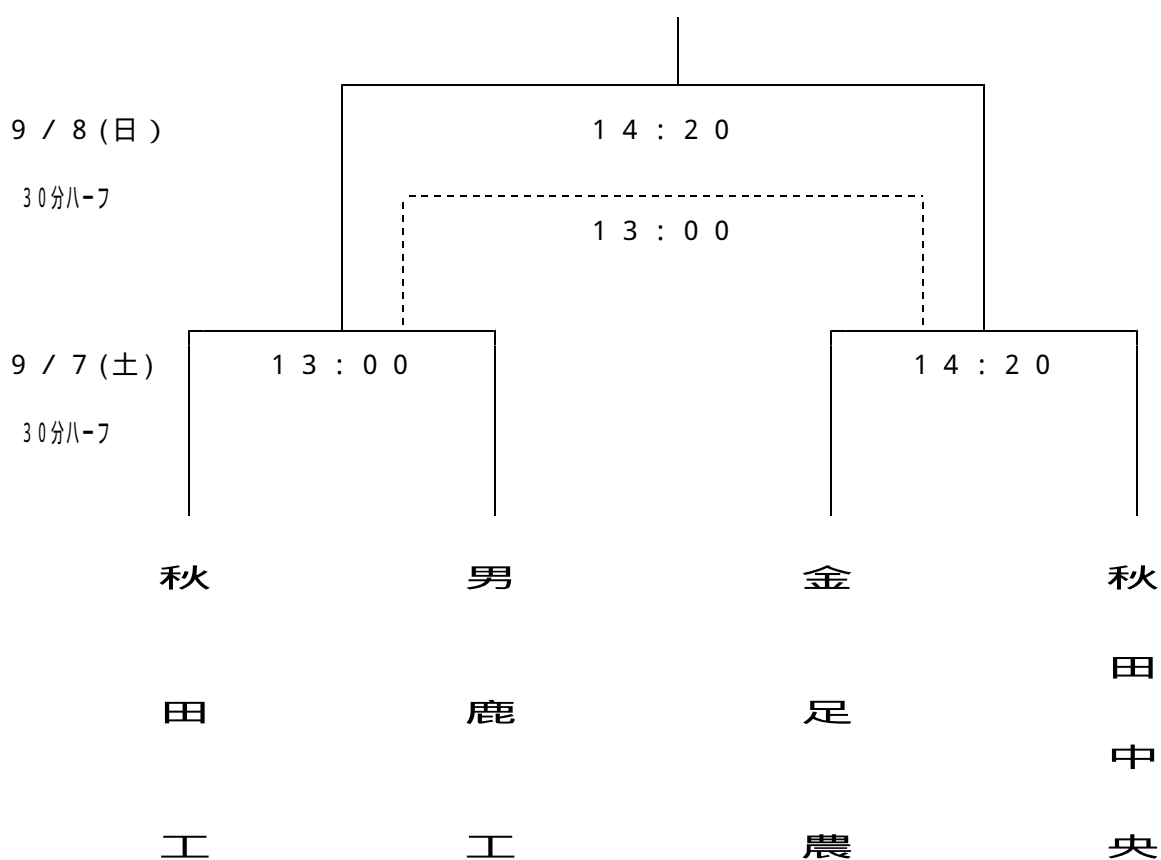 9 / 8 (日)
１４：２０
30分ハーフ
１３：００
9 / 7 (土)
１３：００
１４：２０
30分ハーフ
秋田工
男鹿工
金足農
秋田中央